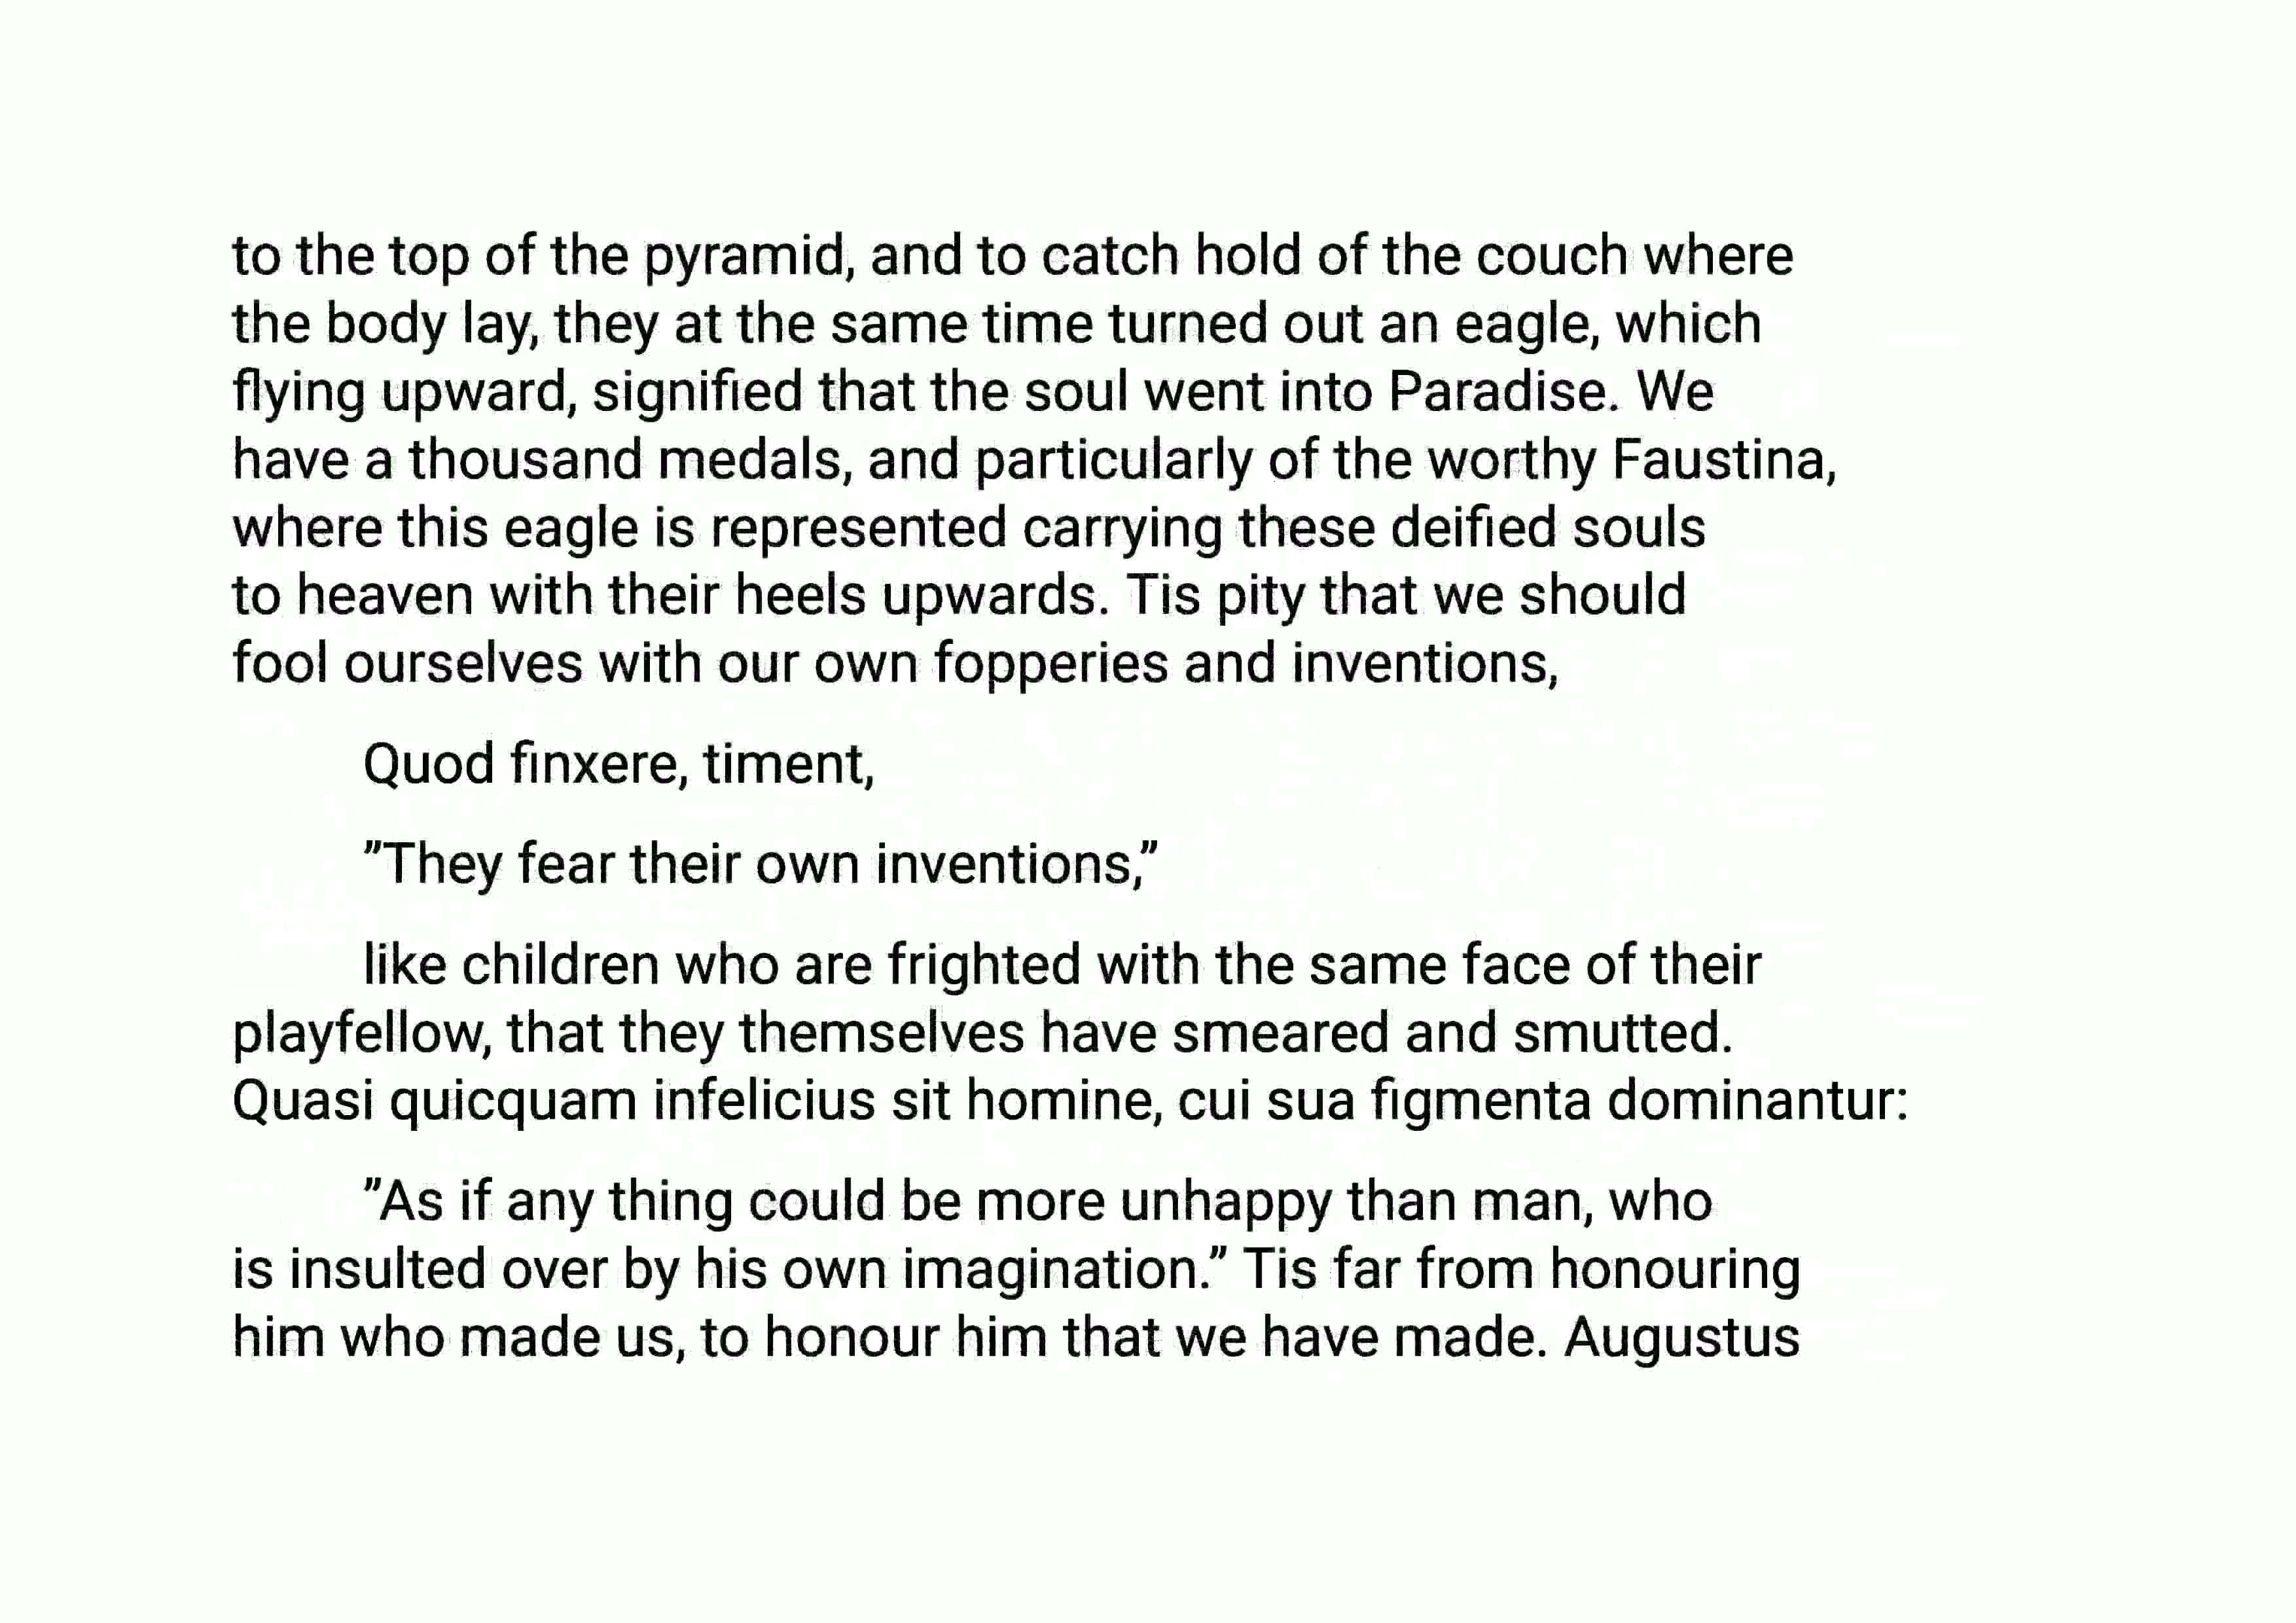 to the top of the pyramid, and to catch hold of the couch where
the body lay, they at the same time turned out an eagle, which
flying upward, signified that the soul went into Paradise. We
have a thousand medals, and particularly of the worthy Faustina,
where this eagle is represented carrying these deified souls
to heaven with their heels upwards. Tis pity that we should
fool ourselves with our own fopperies and inventions,
Quod finxere, timent,
”They fear their own inventions,”
like children who are frighted with the same face of their
playfellow, that they themselves have smeared and smutted.
Quasi quicquam infelicius sit homine, cui sua figmenta dominantur:
”As if any thing could be more unhappy than man, who
is insulted over by his own imagination.” Tis far from honouring
him who made us, to honour him that we have made. Augustus